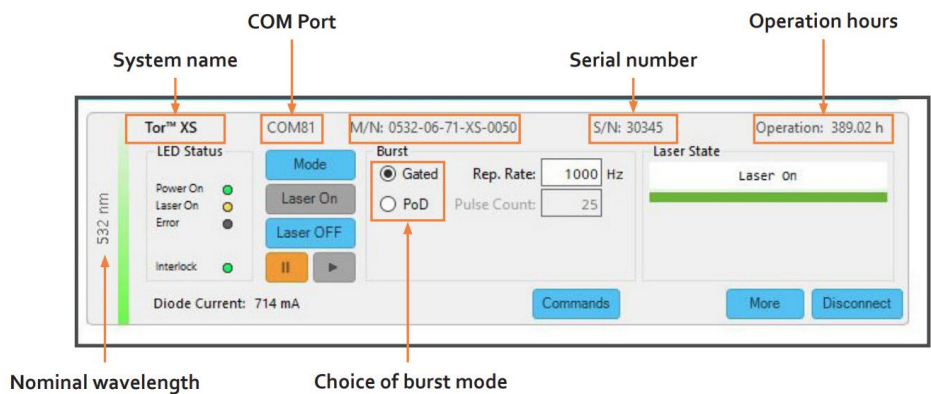 COM Port
Operation hours
System name
Serial number
Tor™ XS
COM81
M/N: 0532-06-71-XS-0050
S/N: 30345
Operation: 389.02 h
532 nm
LED Status
Power On
Laser On
Error
Interlock
Mode
Laser On
Laser OFF
Burst
Gated
Rep. Rate: 1000 Hz
PoD
Pulse Count: 25
Laser State
Laser On
Diode Current: 714 mA
Commands
More
Disconnect
Nominal wavelength
Choice of burst mode